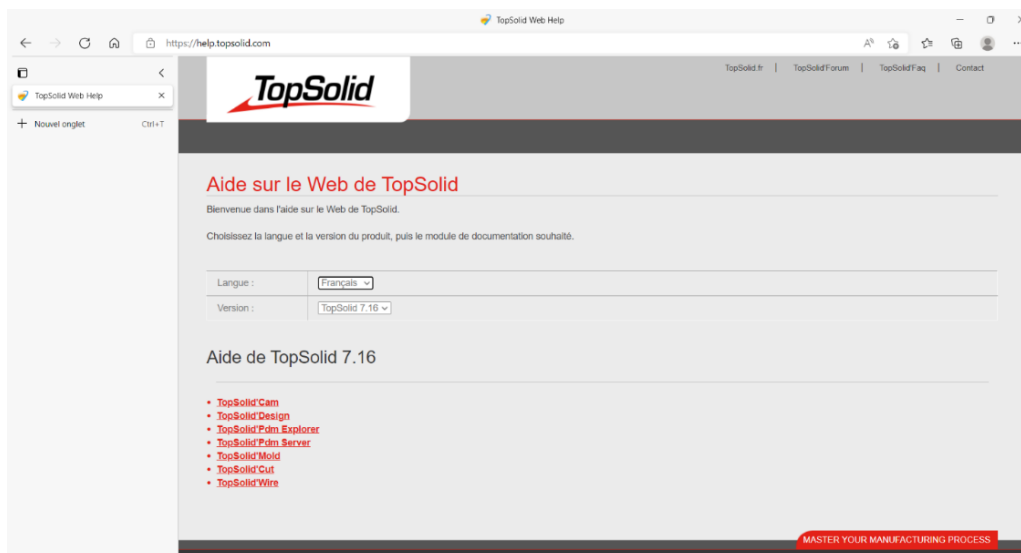 TopSolid Web Help
https://help.topsolid.com
TopSolid Web Help
Nouvel onglet Ctrl+T
TopSolid
TopSolid.fr | TopSolid'Forum | TopSolid'Faq | Contact
Aide sur le Web de TopSolid
Bienvenue dans l'aide sur le Web de TopSolid.
Choisissez la langue et la version du produit, puis le module de documentation souhaité.
Langue : Français
Version : TopSolid 7.16
Aide de TopSolid 7.16
• TopSolid'Cam
• TopSolid'Design
• TopSolid'Pdm Explorer
• TopSolid'Pdm Server
• TopSolid'Mold
• TopSolid'Cut
• TopSolid'Wire
MASTER YOUR MANUFACTURING PROCESS